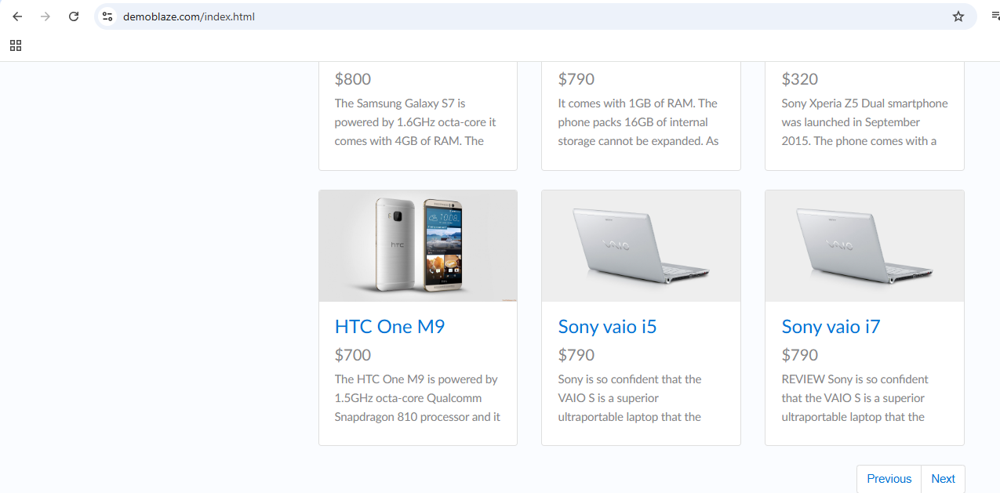 demoblaze.com/index.html
$800
The Samsung Galaxy S7 is
powered by 1.6GHz octa-core it
comes with 4GB of RAM. The
$790
It comes with 1GB of RAM. The
phone packs 16GB of internal
storage cannot be expanded. As
$320
Sony Xperia Z5 Dual smartphone
was launched in September
2015. The phone comes with a
hTC
10:08
HTC One M9
$700
The HTC One M9 is powered by
1.5GHz octa-core Qualcomm
Snapdragon 810 processor and it
VAIO
Sony vaio i5
$790
Sony is so confident that the
VAIO S is a superior
ultraportable laptop that the
VAIO
Sony vaio i7
$790
REVIEW Sony is so confident
that the VAIO S is a superior
ultraportable laptop that the
Previous
Next